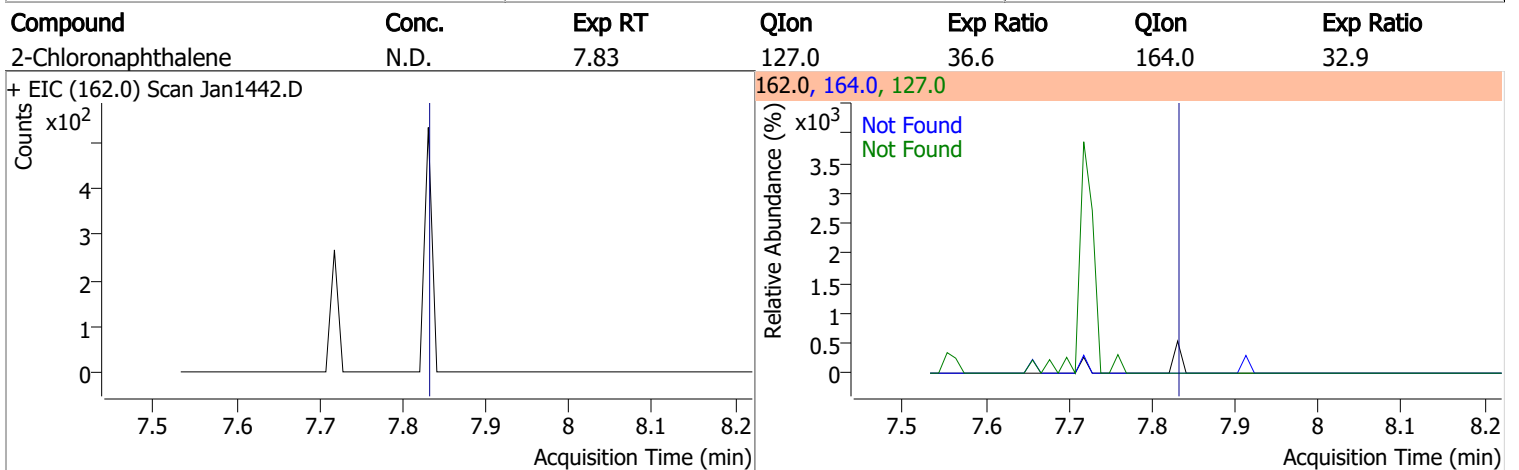 Compound Conc. Exp RT QIon Exp Ratio QIon Exp Ratio
2-Chloronaphthalene N.D. 7.83 127.0 36.6 164.0 32.9
+ EIC (162.0) Scan Jan1442.D
Counts
x10²
4
3
2
1
0
7.5 7.6 7.7 7.8 7.9 8 8.1 8.2
Acquisition Time (min)
162.0, 164.0, 127.0
Relative Abundance (%)
x10³
Not Found
Not Found
3.5
3
2.5
2
1.5
1
0.5
0
7.5 7.6 7.7 7.8 7.9 8 8.1 8.2
Acquisition Time (min)